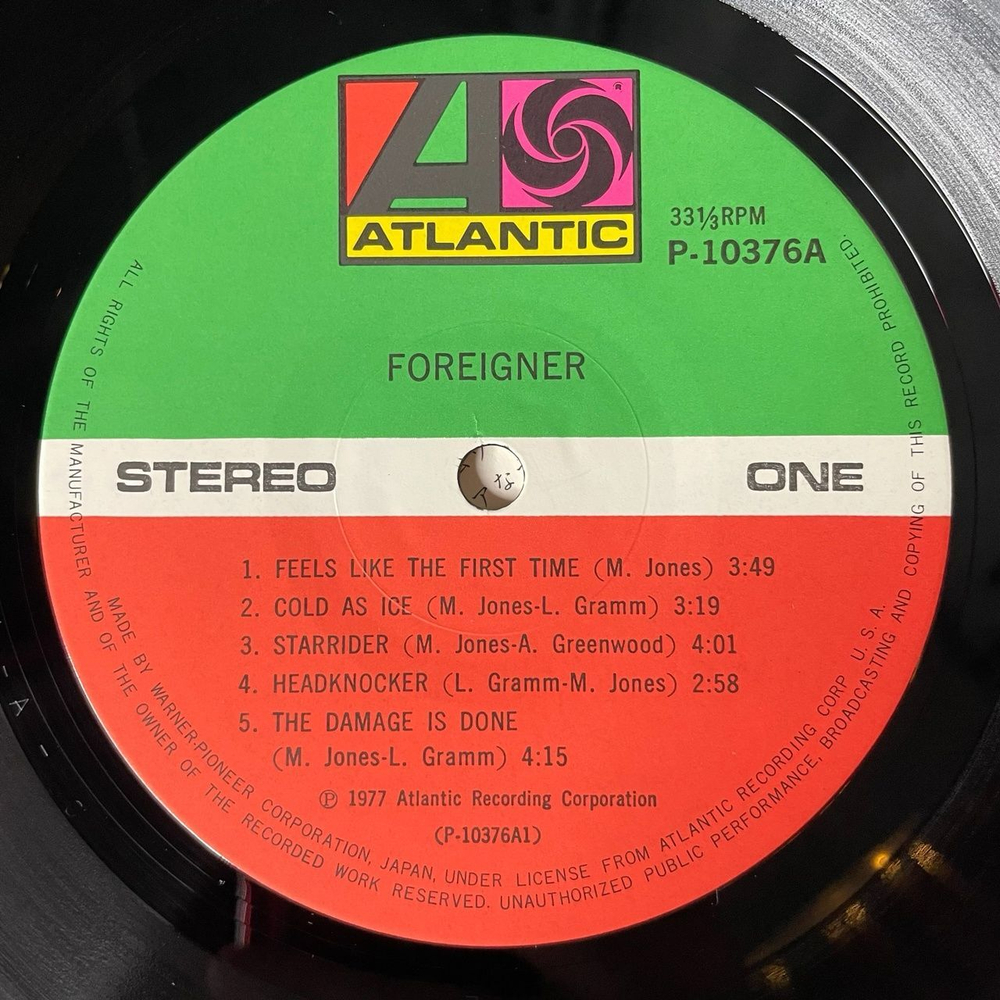 ATLANTIC
®
33⅓RPM
P-10376A
FOREIGNER
STEREO
ONE
1. FEELS LIKE THE FIRST TIME (M. Jones) 3:49
2. COLD AS ICE (M. Jones-L. Gramm) 3:19
3. STARRIDER (M. Jones-A. Greenwood) 4:01
4. HEADKNOCKER (L. Gramm-M. Jones) 2:58
5. THE DAMAGE IS DONE
(M. Jones-L. Gramm) 4:15
℗ 1977 Atlantic Recording Corporation
(P-10376A1)
MADE BY WARNER-PIONEER CORPORATION, JAPAN, UNDER LICENSE FROM ATLANTIC RECORDING CORP U. S. A.
ALL RIGHTS OF THE MANUFACTURER AND OF THE OWNER OF THE RECORDED WORK RESERVED. UNAUTHORIZED PUBLIC PERFORMANCE, BROADCASTING AND COPYING OF THIS RECORD PROHIBITED.
な
ア
A